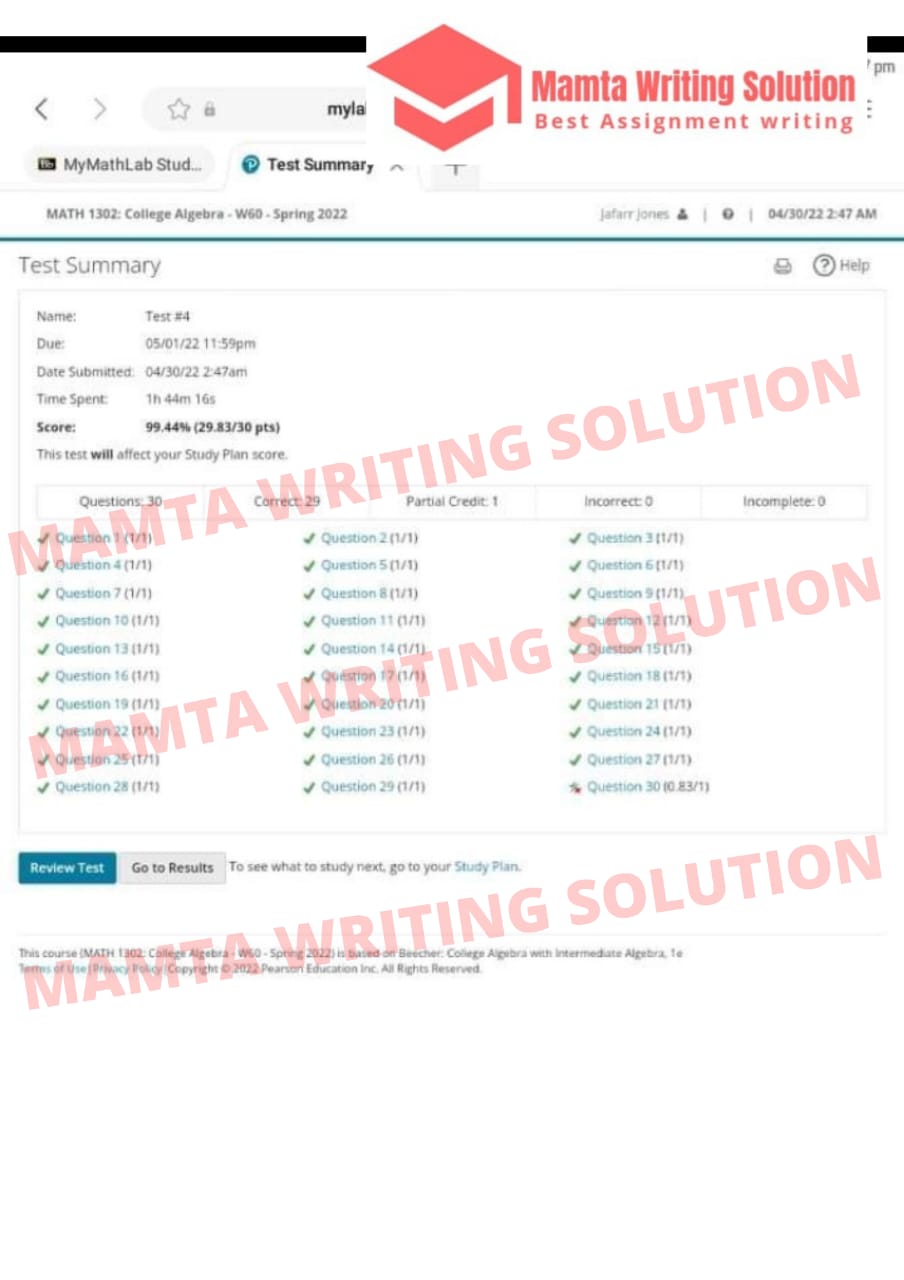 pm
Mamta Writing Solution
Best Assignment writing
myla
MyMathLab Stud...
Test Summary
MATH 1302: College Algebra - W60 - Spring 2022
Jafarr Jones | | 04/30/22 2:47 AM
Test Summary
Help
Name: Test #4
Due: 05/01/22 11:59pm
Date Submitted: 04/30/22 2:47am
Time Spent: 1h 44m 16s
Score: 99.44% (29.83/30 pts)
This test will affect your Study Plan score.
Questions: 30 Correct: 29 Partial Credit: 1 Incorrect: 0 Incomplete: 0
Question 1 (1/1) Question 2 (1/1) Question 3 (1/1)
Question 4 (1/1) Question 5 (1/1) Question 6 (1/1)
Question 7 (1/1) Question 8 (1/1) Question 9 (1/1)
Question 10 (1/1) Question 11 (1/1) Question 12 (1/1)
Question 13 (1/1) Question 14 (1/1) Question 15 (1/1)
Question 16 (1/1) Question 17 (1/1) Question 18 (1/1)
Question 19 (1/1) Question 20 (1/1) Question 21 (1/1)
Question 22 (1/1) Question 23 (1/1) Question 24 (1/1)
Question 25 (1/1) Question 26 (1/1) Question 27 (1/1)
Question 28 (1/1) Question 29 (1/1) Question 30 (0.83/1)
MAMTA WRITING SOLUTION
MAMTA WRITING SOLUTION
Review Test Go to Results To see what to study next, go to your Study Plan.
MAMTA WRITING SOLUTION
This course (MATH 1302: College Algebra - W60 - Spring 2022) is based on Beecher: College Algebra with Intermediate Algebra, 1e
Terms of Use | Privacy Policy | Copyright © 2022 Pearson Education Inc. All Rights Reserved.